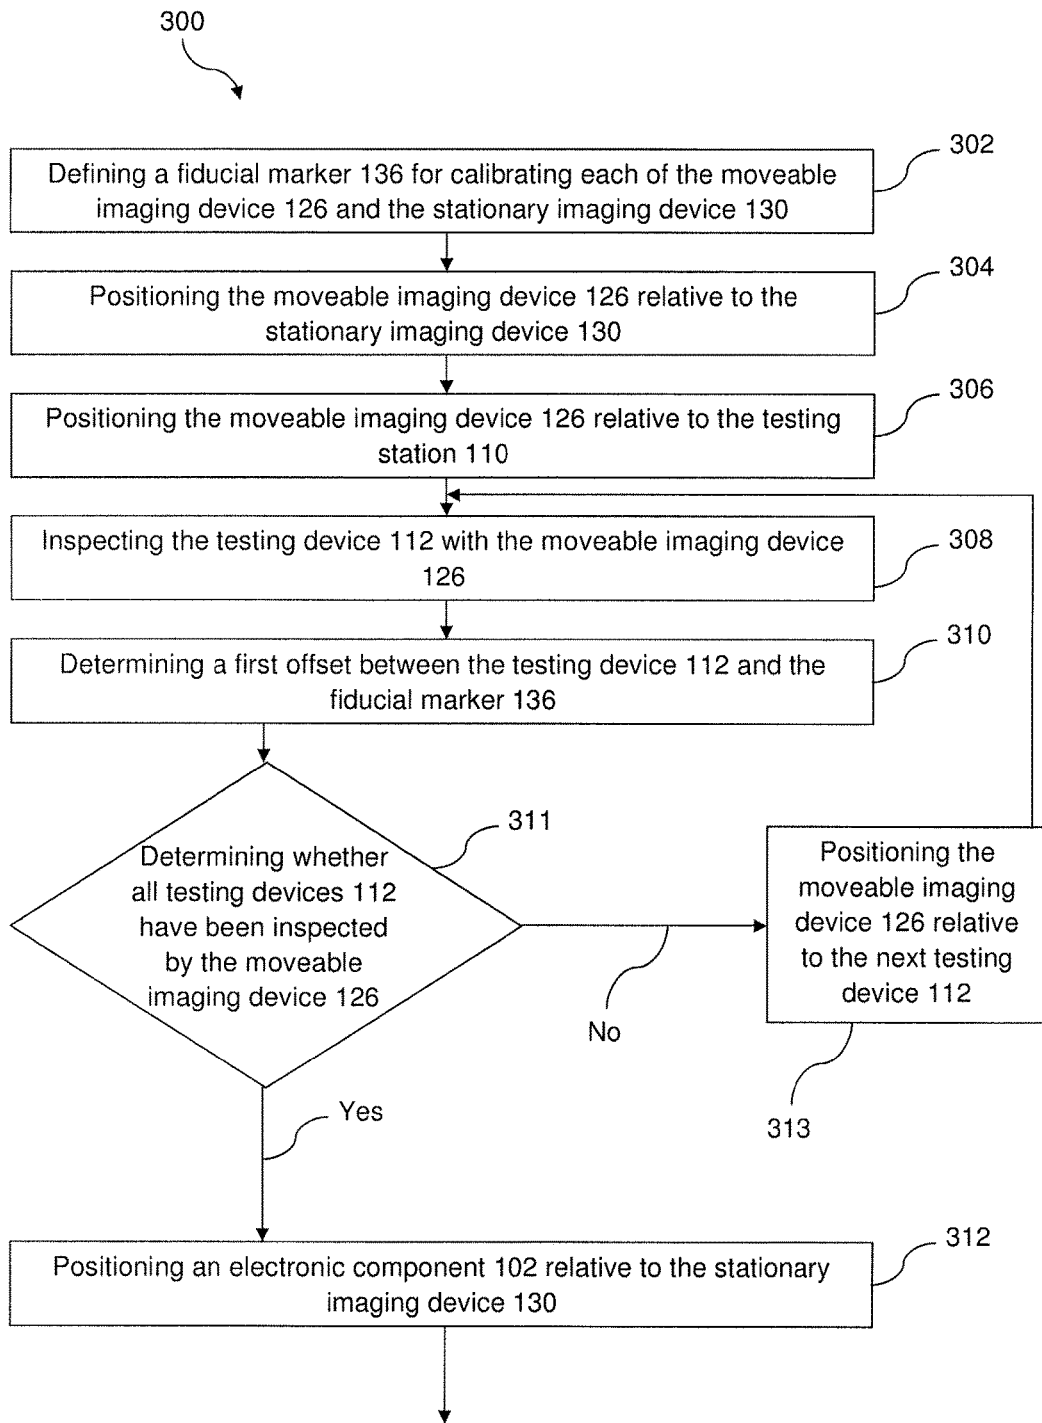 300
302
Defining a fiducial marker 136 for calibrating each of the moveable
imaging device 126 and the stationary imaging device 130
304
Positioning the moveable imaging device 126 relative to the
stationary imaging device 130
306
Positioning the moveable imaging device 126 relative to the testing
station 110
Inspecting the testing device 112 with the moveable imaging device
126
308
310
Determining a first offset between the testing device 112 and the
fiducial marker 136
311
Determining whether
all testing devices 112
have been inspected
by the moveable
imaging device 126
Positioning the
moveable imaging
device 126 relative
to the next testing
device 112
No
313
Yes
312
Positioning an electronic component 102 relative to the stationary
imaging device 130